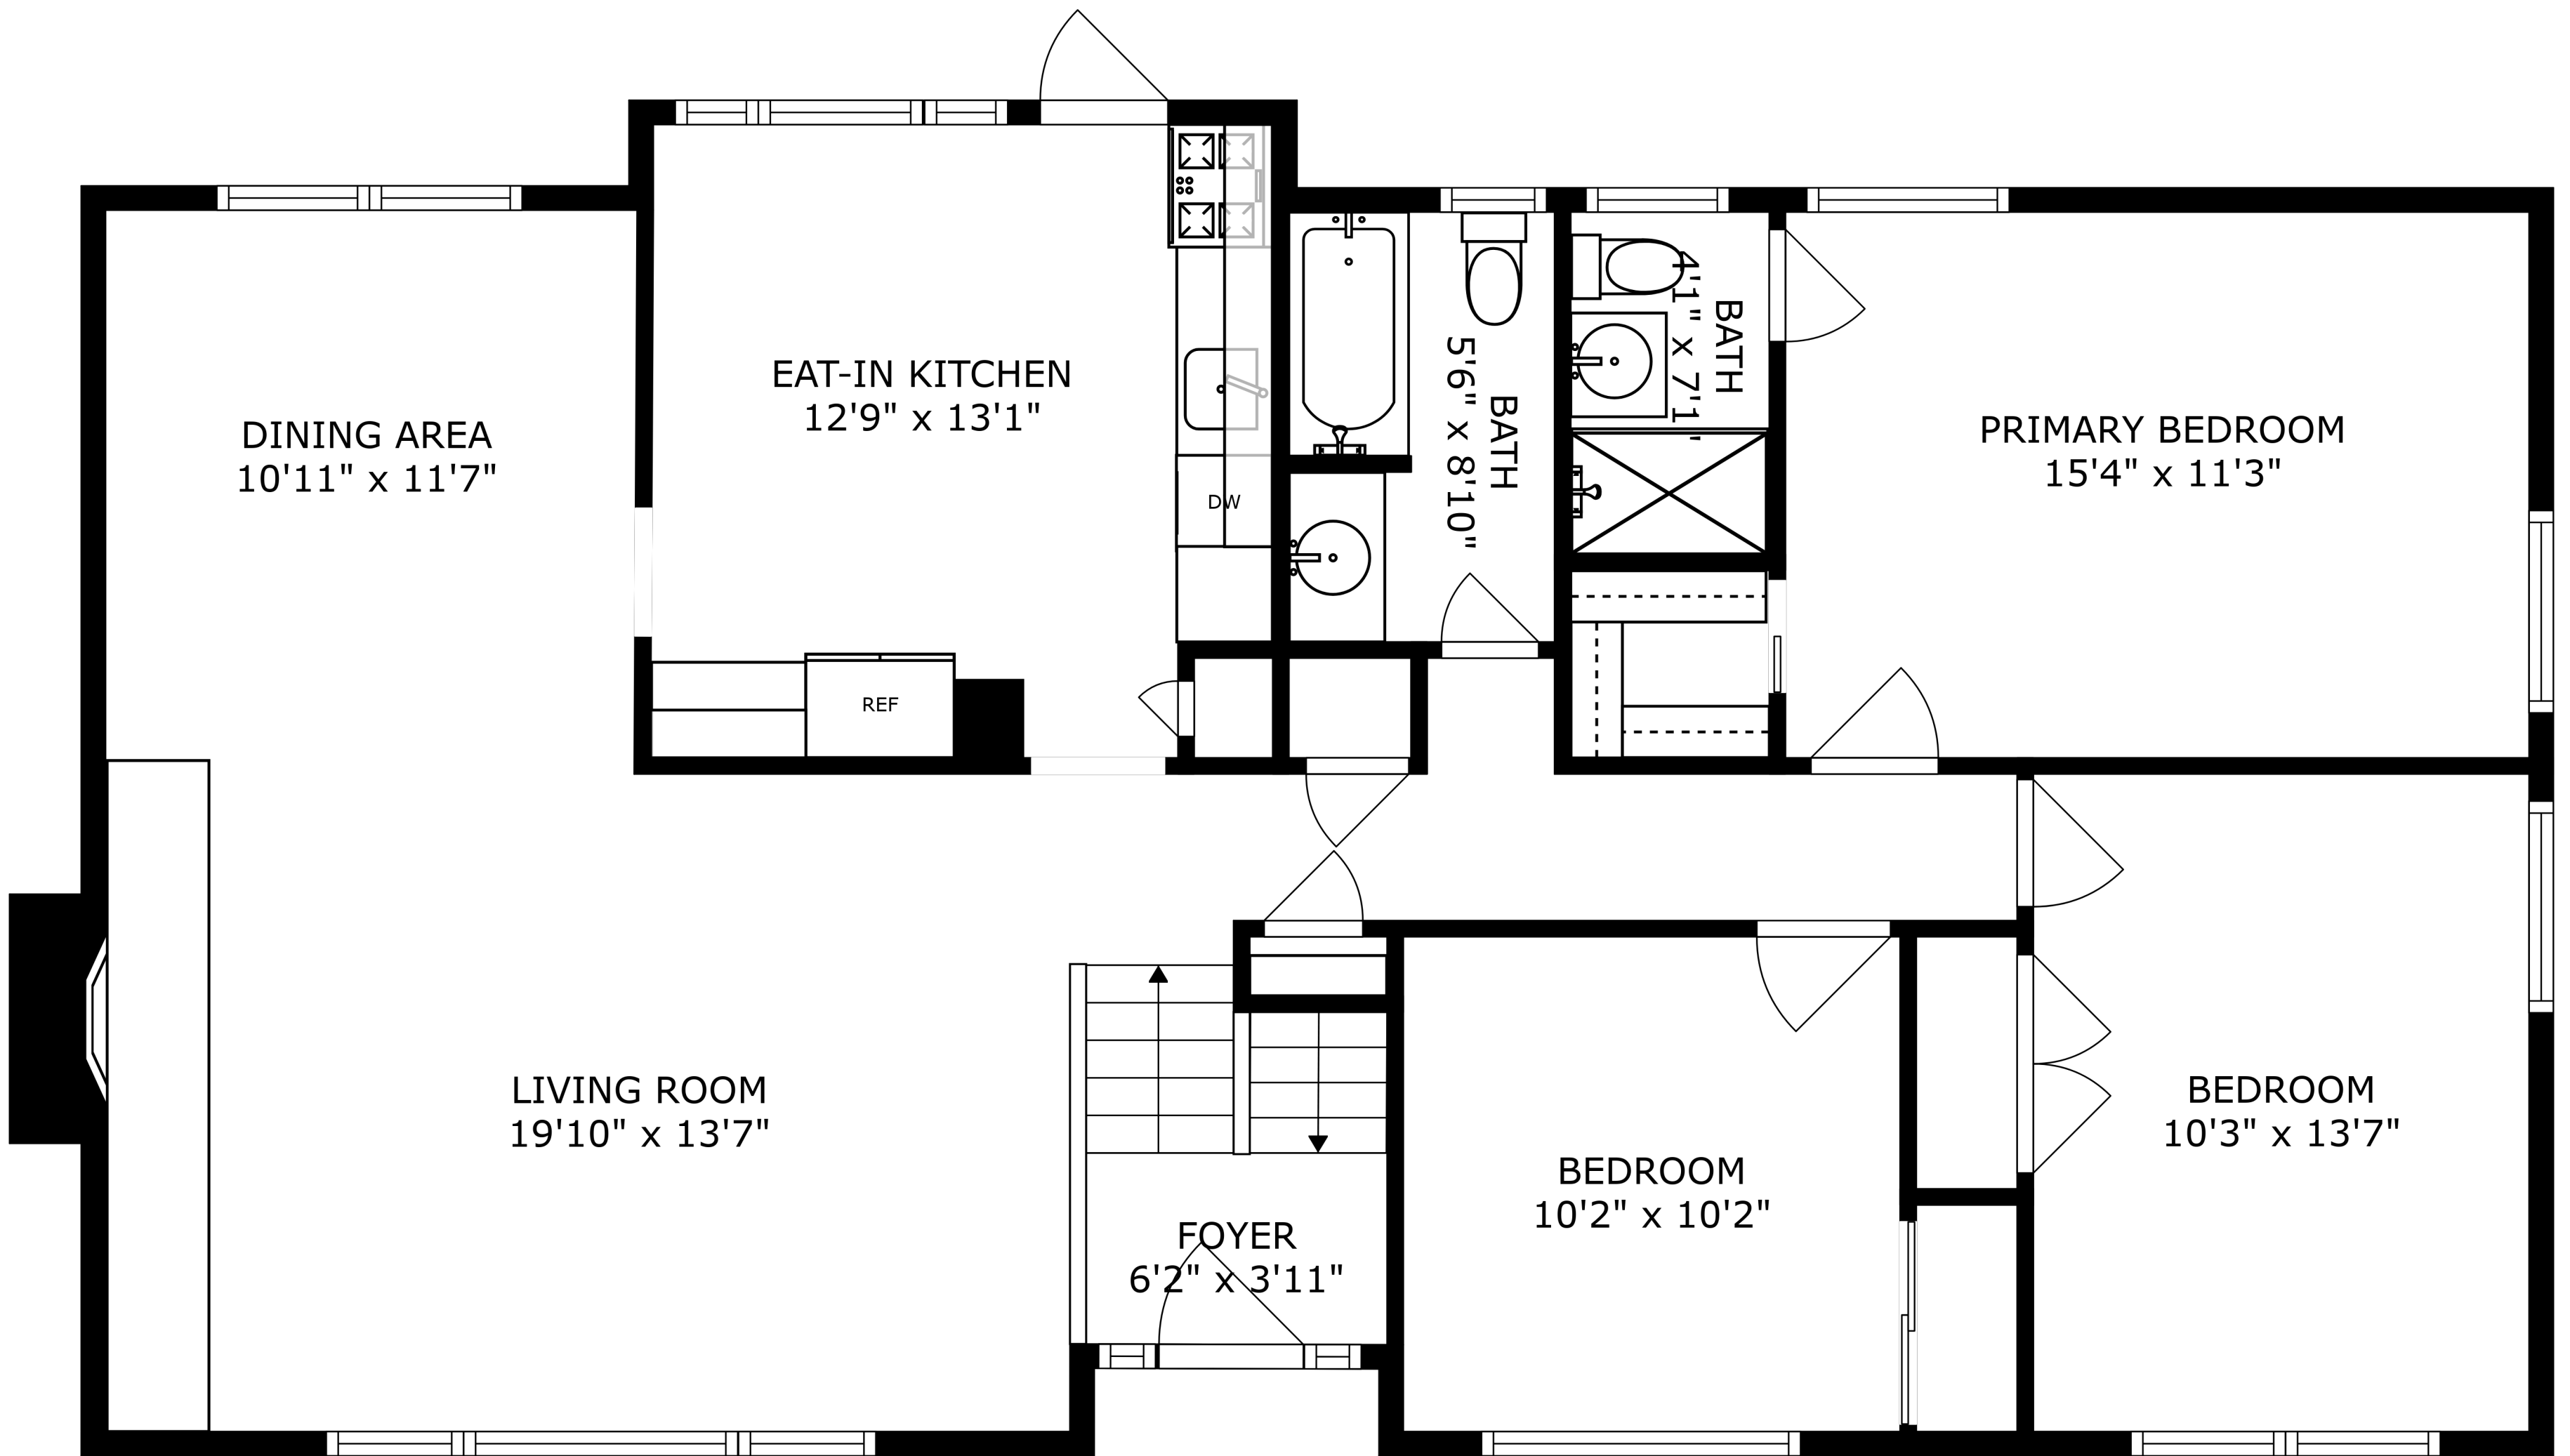 EAT-IN KITCHEN
12'9" x 13'1"
DINING AREA
10'11" x 11'7"
DW
REF
BATH
5'6" x 8'10"
BATH
4'1" x 7'1"
PRIMARY BEDROOM
15'4" x 11'3"
LIVING ROOM
19'10" x 13'7"
FOYER
6'2" x 3'11"
BEDROOM
10'2" x 10'2"
BEDROOM
10'3" x 13'7"